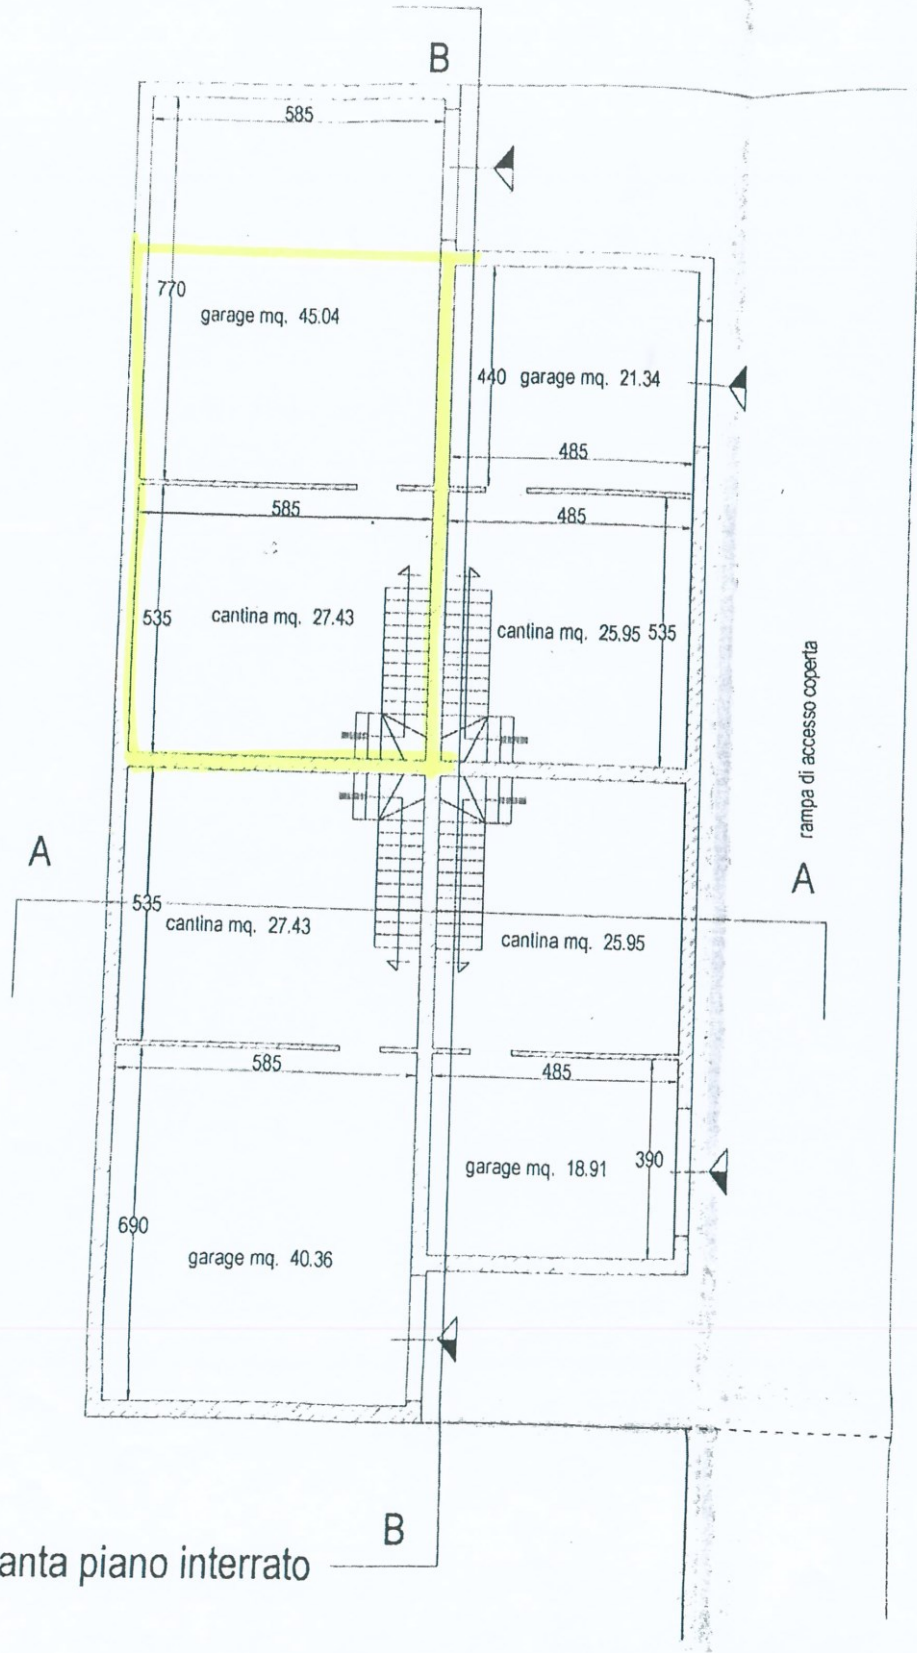 B
585
770
garage mq. 45.04
440 garage mq. 21.34
485
585
485
535
cantina mq. 27.43
cantina mq. 25.95 535
rampa di accesso coperta
A
A
535
cantina mq. 27.43
cantina mq. 25.95
585
485
garage mq. 18.91 390
690
garage mq. 40.36
B
anta piano interrato